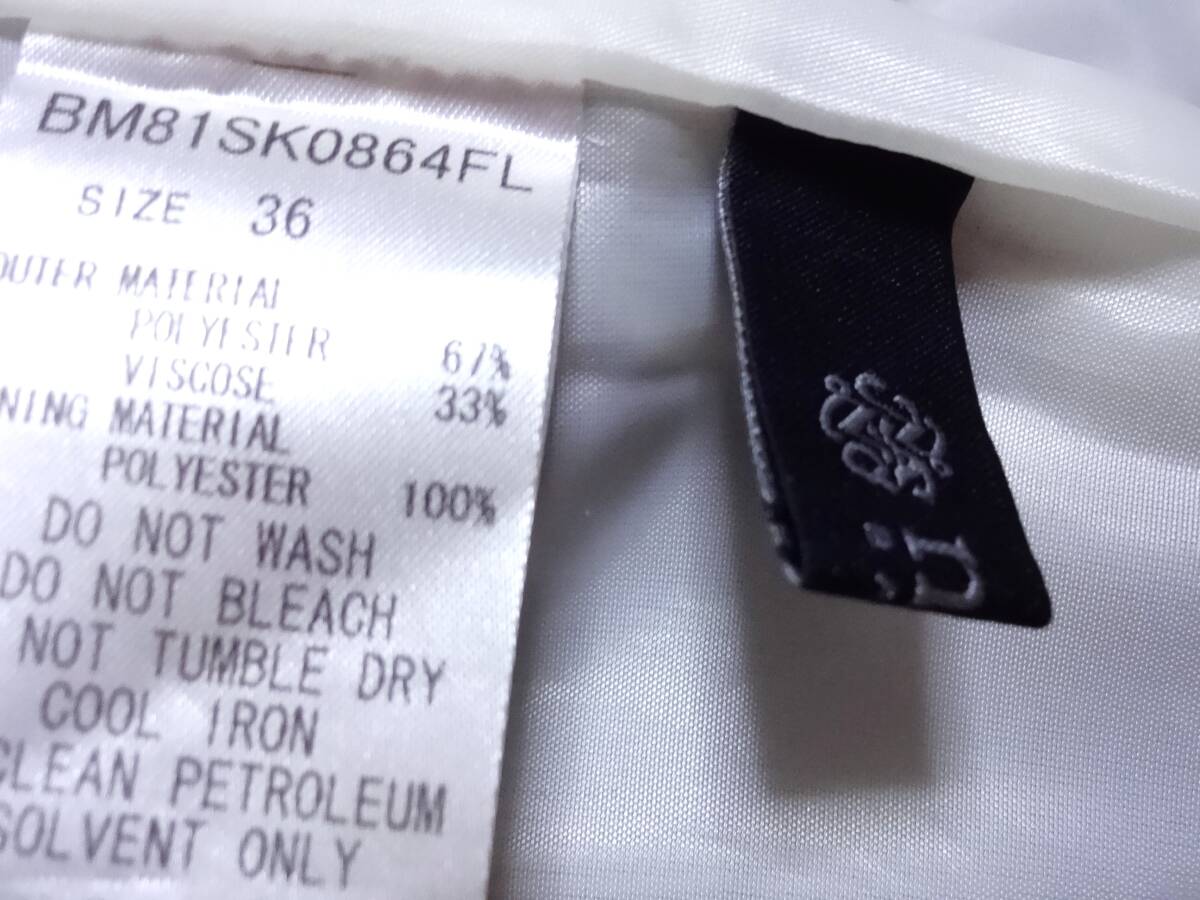 BM81SK0864FL
SIZE 36
OUTER MATERIAL
POLYESTER 67%
VISCOSE 33%
NING MATERIAL
POLYESTER 100%
DO NOT WASH
DO NOT BLEACH
NOT TUMBLE DRY
COOL IRON
CLEAN PETROLEUM
SOLVENT ONLY